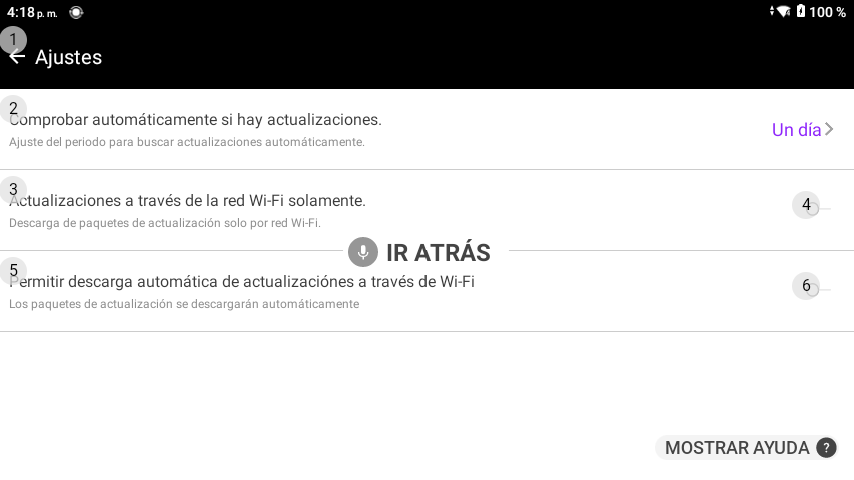 4:18 p. m.
100 %
1
Ajustes
2
Comprobar automáticamente si hay actualizaciones.
Ajuste del periodo para buscar actualizaciones automáticamente.
Un día
3
Actualizaciones a través de la red Wi-Fi solamente.
Descarga de paquetes de actualización solo por red Wi-Fi.
4
IR ATRÁS
5
Permitir descarga automática de actualizaciónes a través de Wi-Fi
Los paquetes de actualización se descargarán automáticamente
6
MOSTRAR AYUDA ?